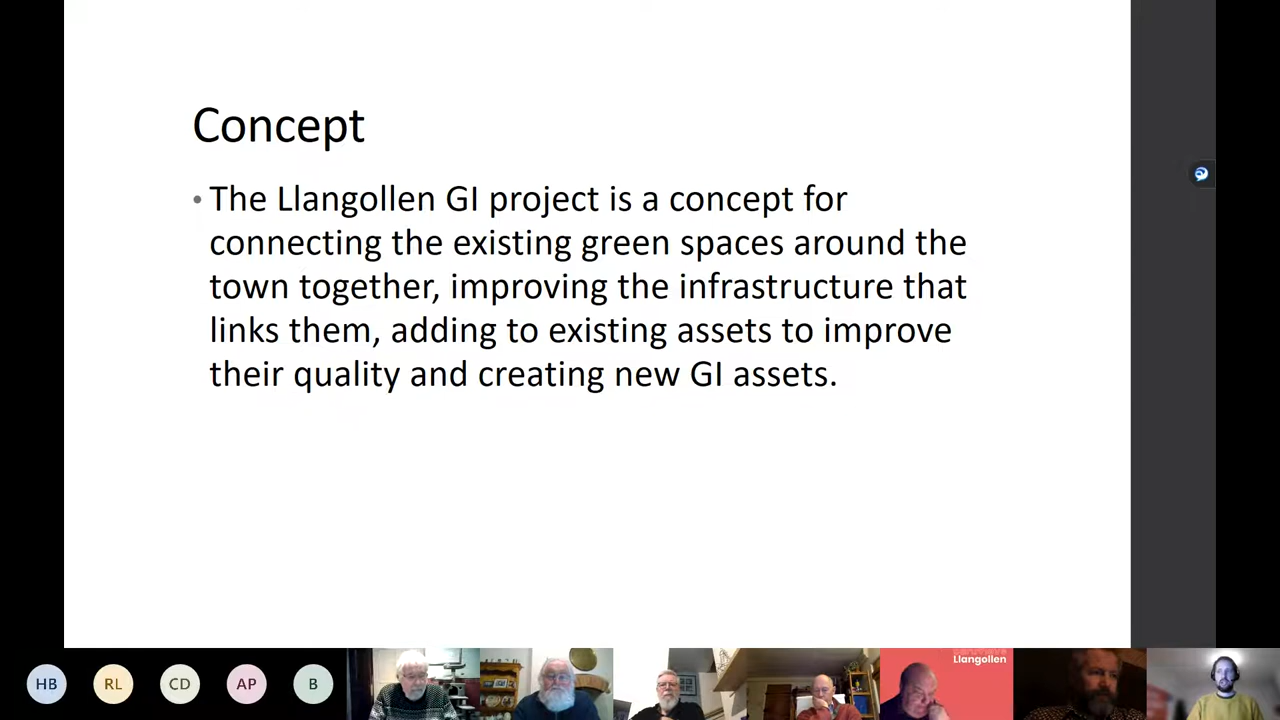 Concept
• The Llangollen GI project is a concept for
connecting the existing green spaces around the
town together, improving the infrastructure that
links them, adding to existing assets to improve
their quality and creating new GI assets.
HB
RL
CD
AP
B
Llangollen